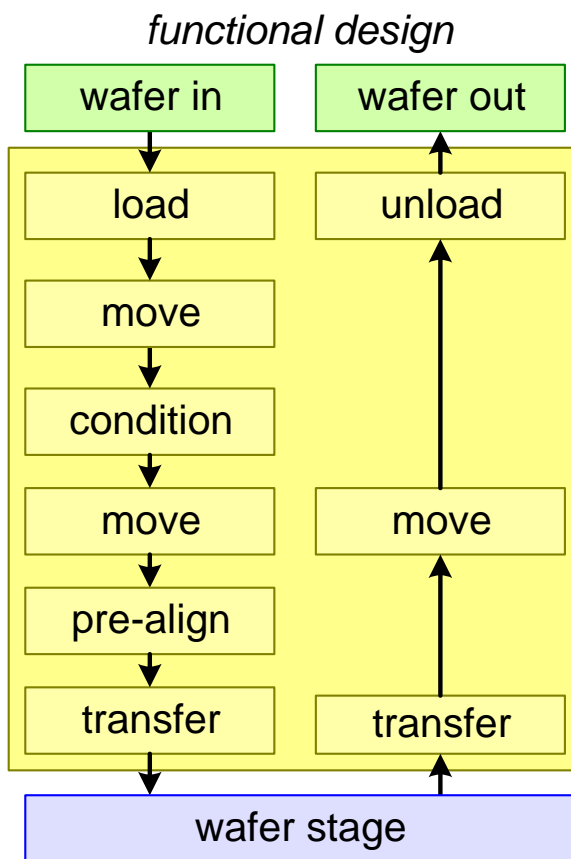 functional design
wafer in
wafer out
load
unload
move
condition
move
move
pre-align
transfer
transfer
wafer stage